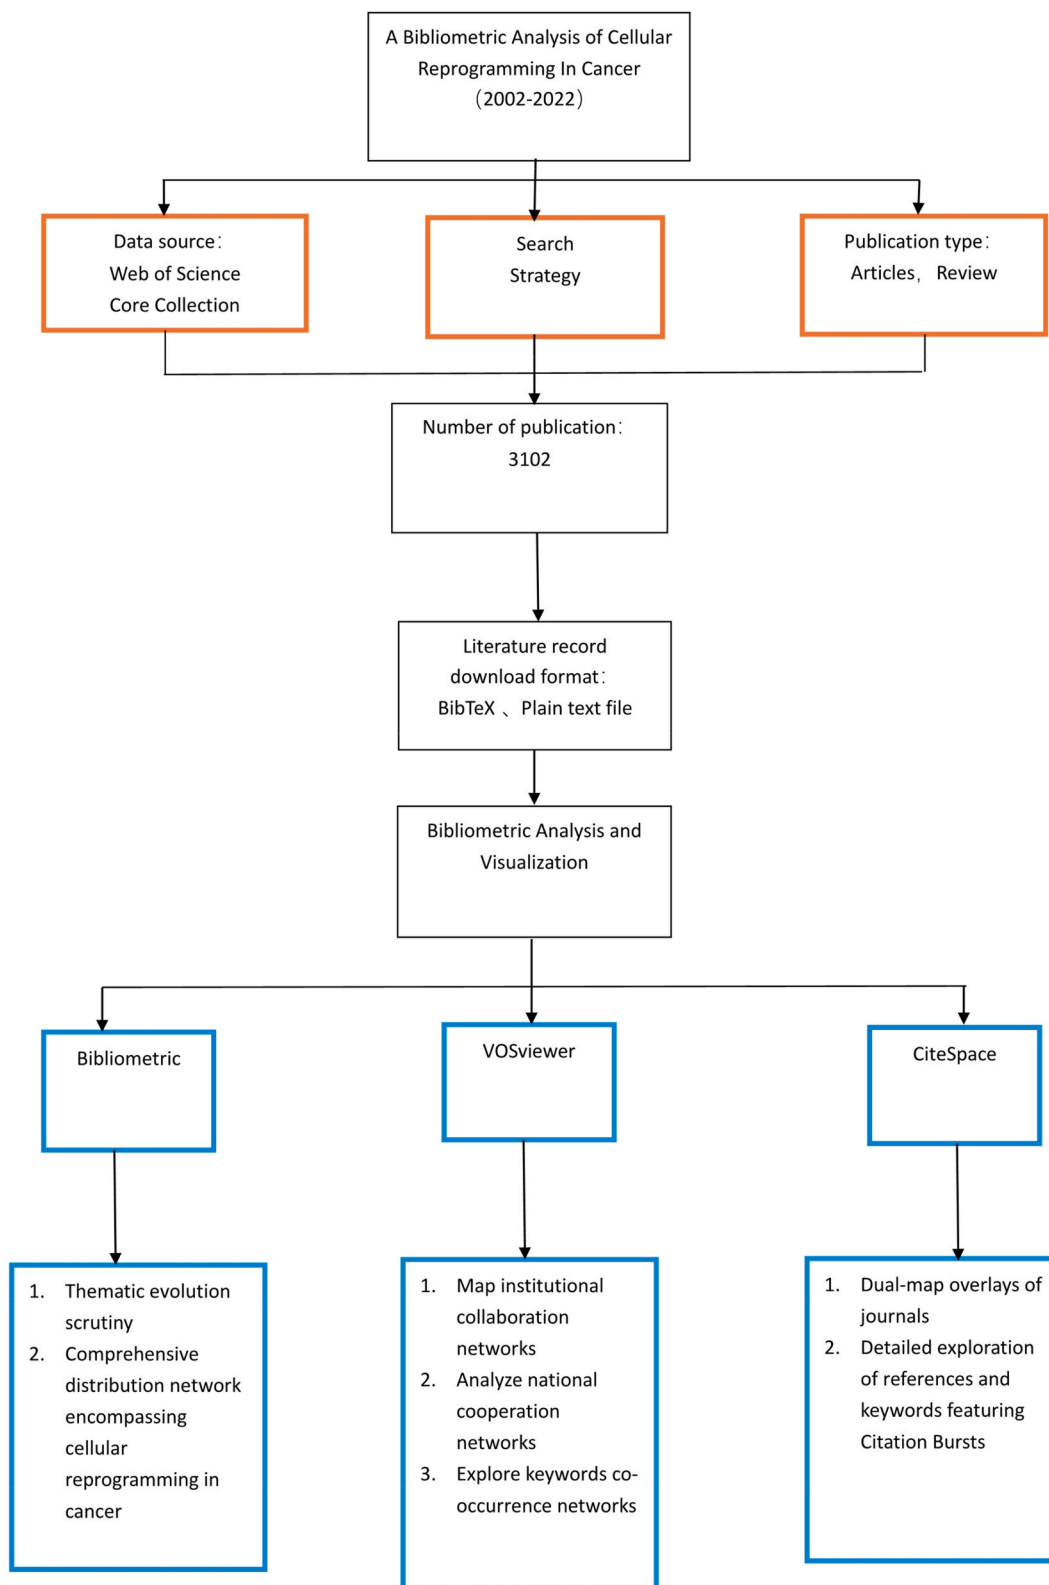 A Bibliometric Analysis of Cellular
Reprogramming In Cancer
（2002-2022）
Data source：
Web of Science
Core Collection
Search
Strategy
Publication type：
Articles， Review
Number of publication：
3102
Literature record
download format：
BibTeX 、Plain text file
Bibliometric Analysis and
Visualization
Bibliometric
VOSviewer
CiteSpace
1. Thematic evolution
scrutiny
2. Comprehensive
distribution network
encompassing
cellular
reprogramming in
cancer
1. Map institutional
collaboration
networks
2. Analyze national
cooperation
networks
3. Explore keywords co-
occurrence networks
1. Dual-map overlays of
journals
2. Detailed exploration
of references and
keywords featuring
Citation Bursts